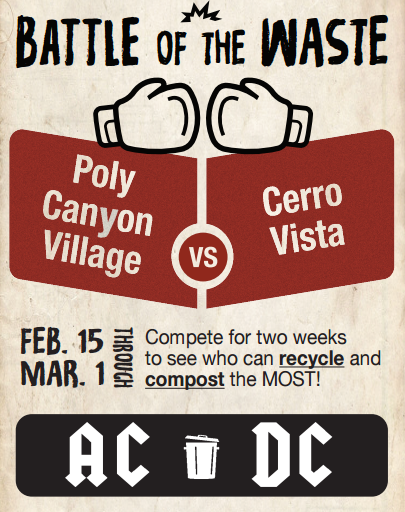 BATTLE OF THE WASTE
Poly
Canyon
Village
VS
Cerro
Vista
FEB. 15
THROUGH
MAR. 1
Compete for two weeks
to see who can recycle and
compost the MOST!
AC DC